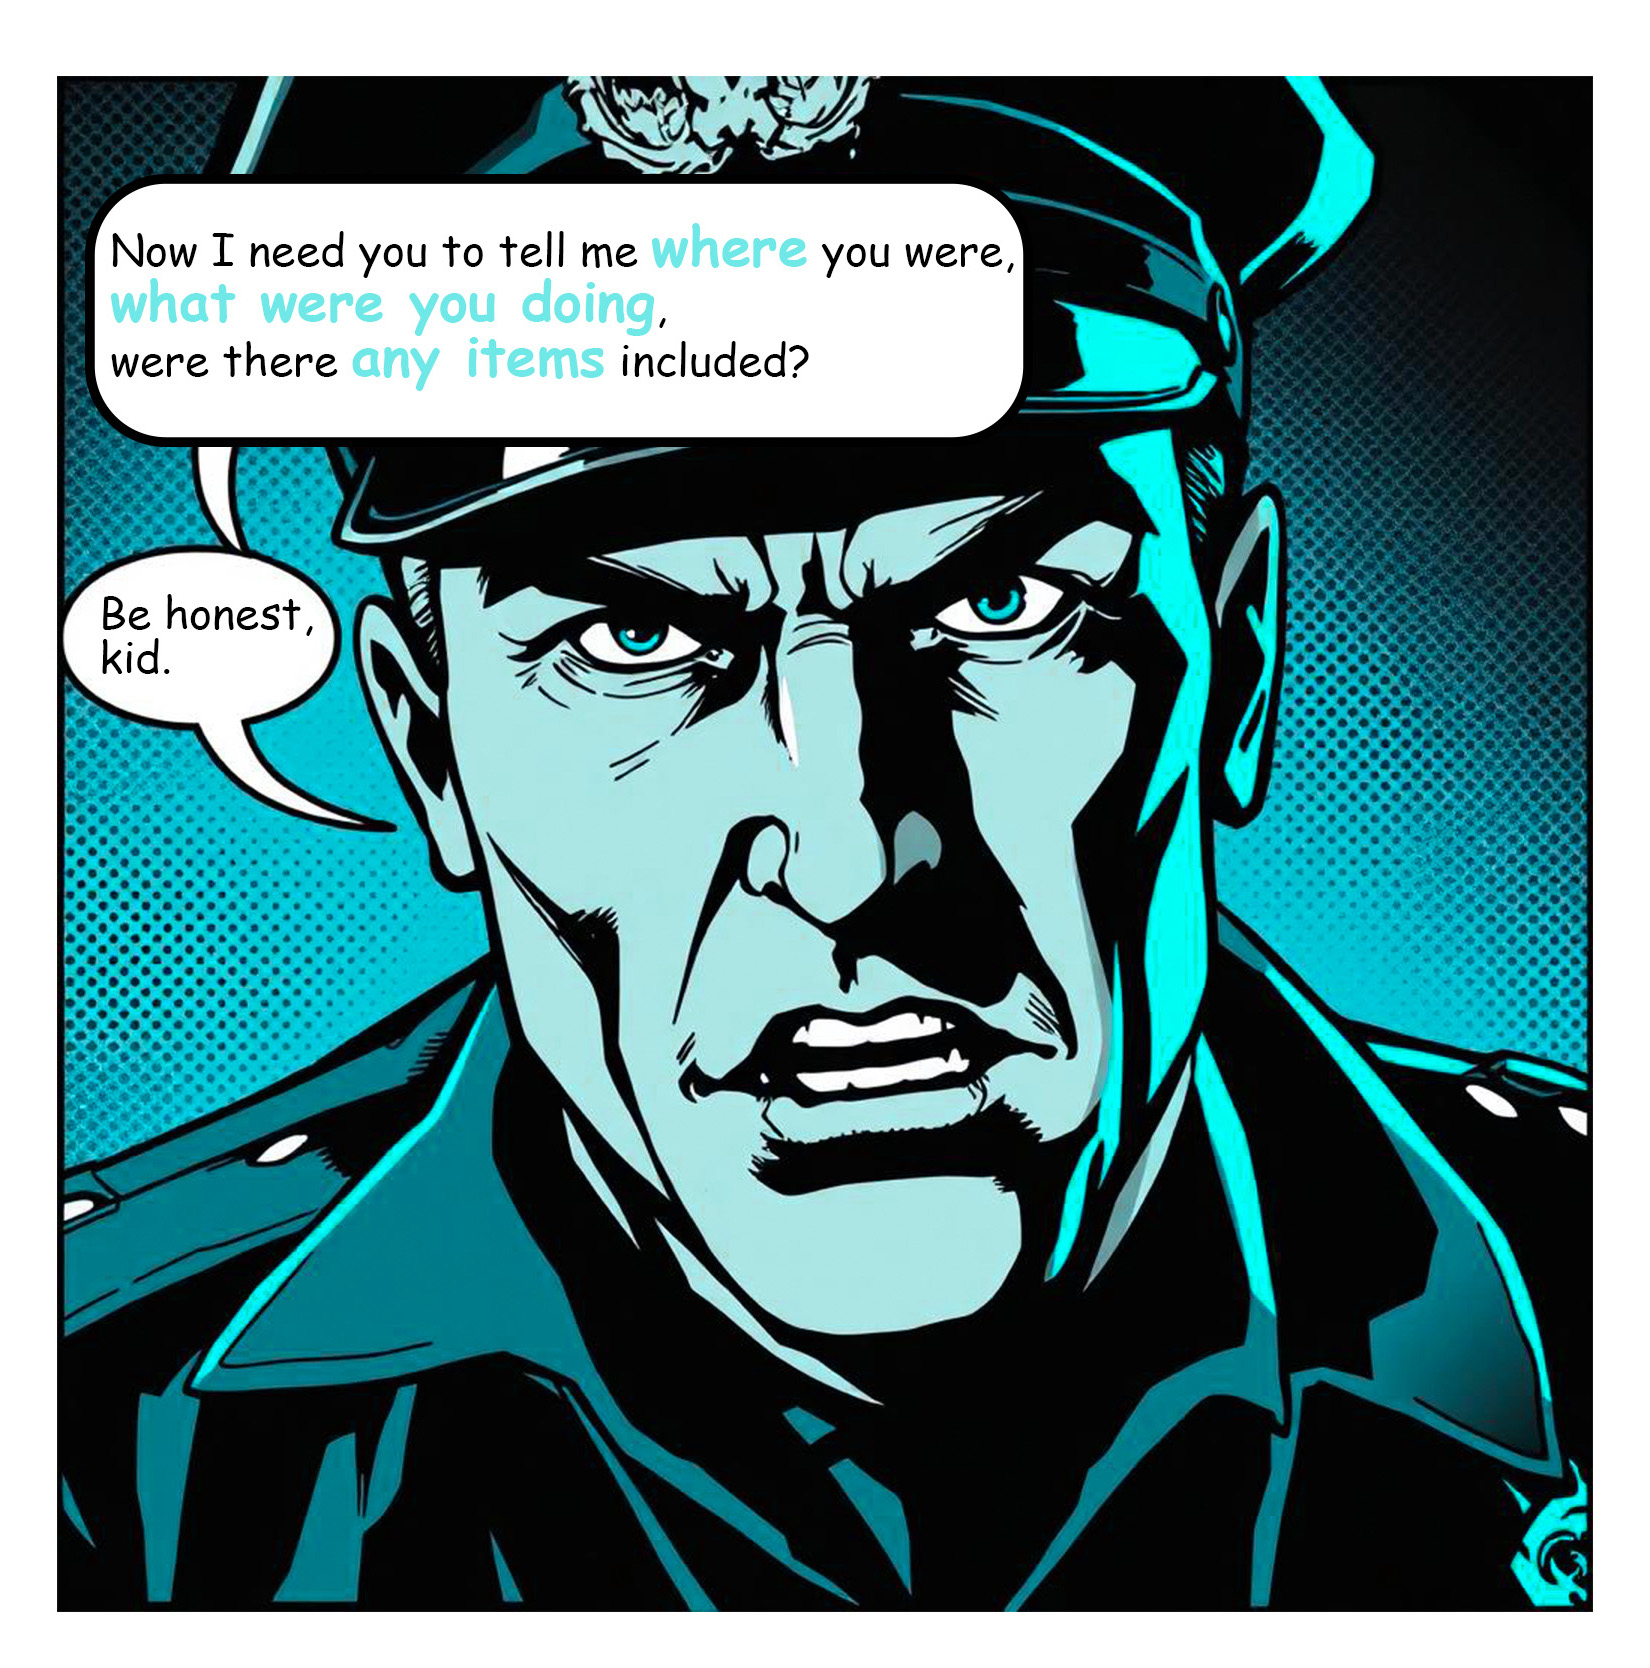 Now I need you to tell me where you were,
what were you doing,
were there any items included?
Be honest,
kid.